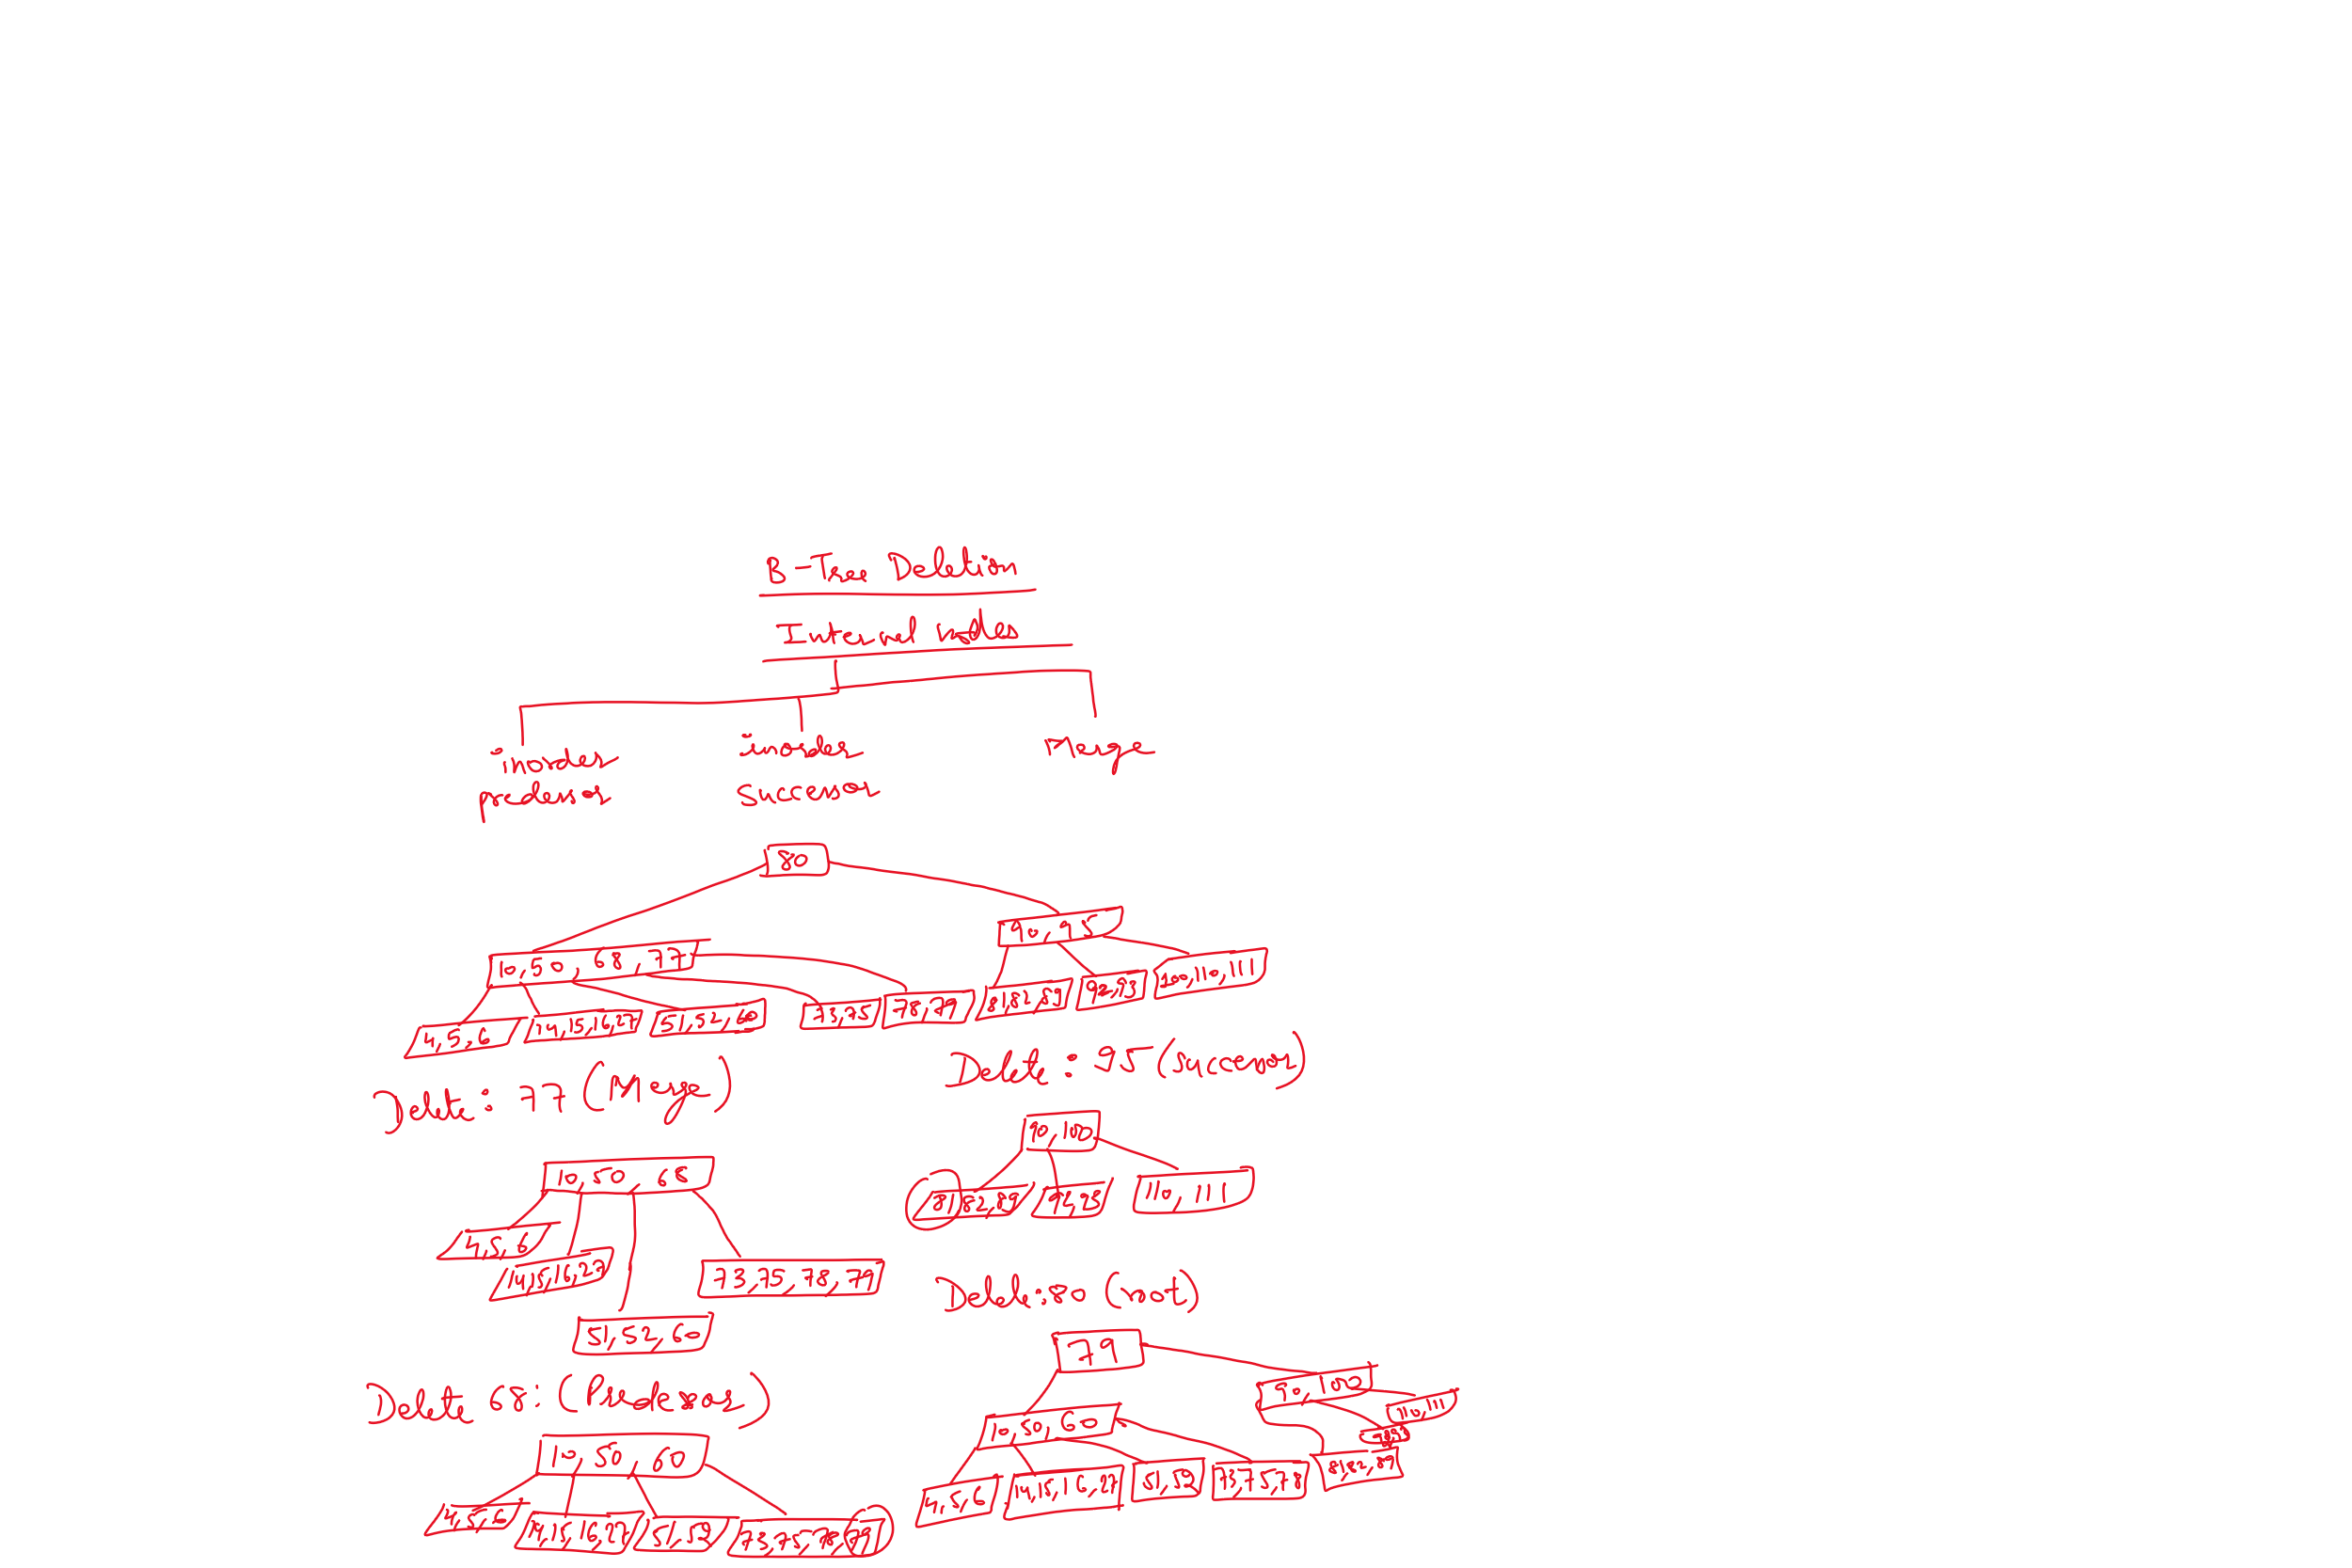 B-Tree Deletion
Internal nodes
inorder
predessor
inorder
successor
Merge
80
10, 50, 68, 77
90, 95
4, 5, 6
14, 15, 16, 27
51, 52, 60
73, 75
78, 79
81, 82, 89
92, 93
100, 110, 111
Delete: 77 (Merge)
10, 50, 68
4, 5, 6
14, 15, 16, 27
51, 52, 60
73, 75, 78, 79
Delete: 95 (successor)
90, 100
81, 82, 89
92, 93
110, 111
Delete 68: (Predessor)
10, 50, 60
4, 5, 6
14, 15, 16, 27
51, 52
73, 75, 78, 79
Delete: 80 (root)
79
10, 50, 60
90, 100
4, 5, 6
14, 15, 16, 27
51, 52
73, 75, 78
81, 82, 89
92, 93
110, 111